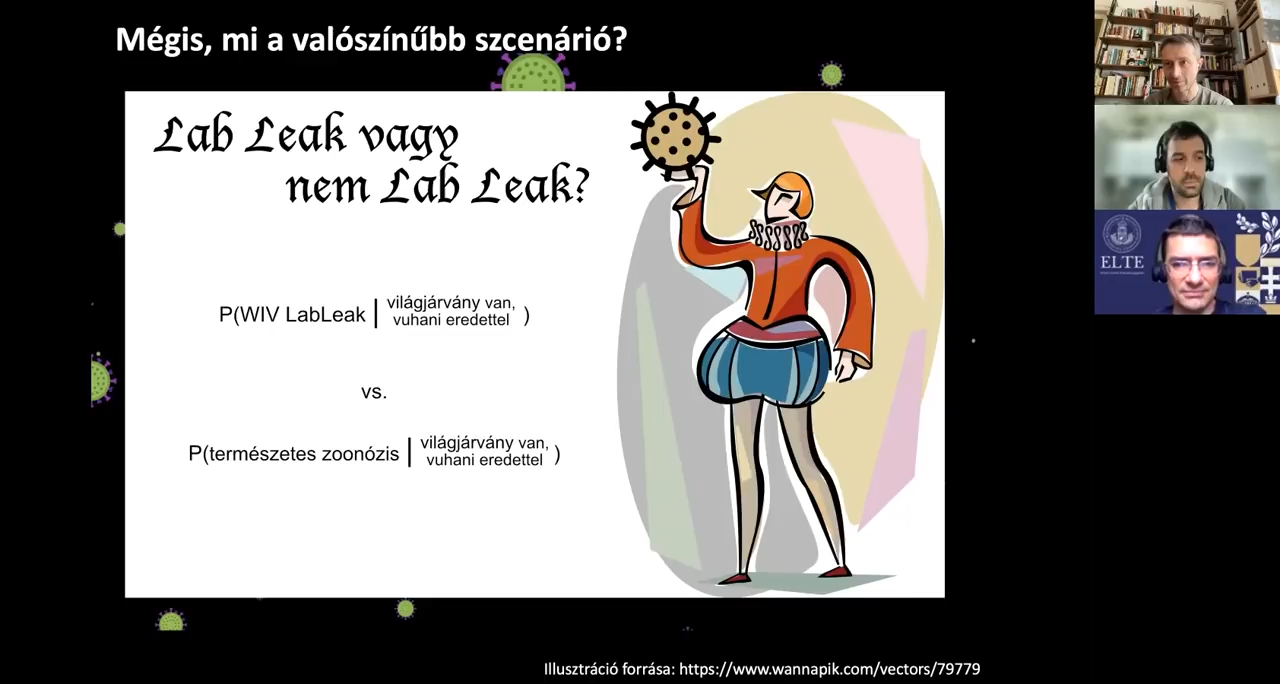 Mégis, mi a valószínűbb szcenárió?
Lab Leak vagy
nem Lab Leak?
P(WIV LabLeak | világjárvány van,
vuhani eredettel )
vs.
P(természetes zoonózis | világjárvány van,
vuhani eredettel )
Illusztráció forrása: https://www.wannapik.com/vectors/79779
ELTE